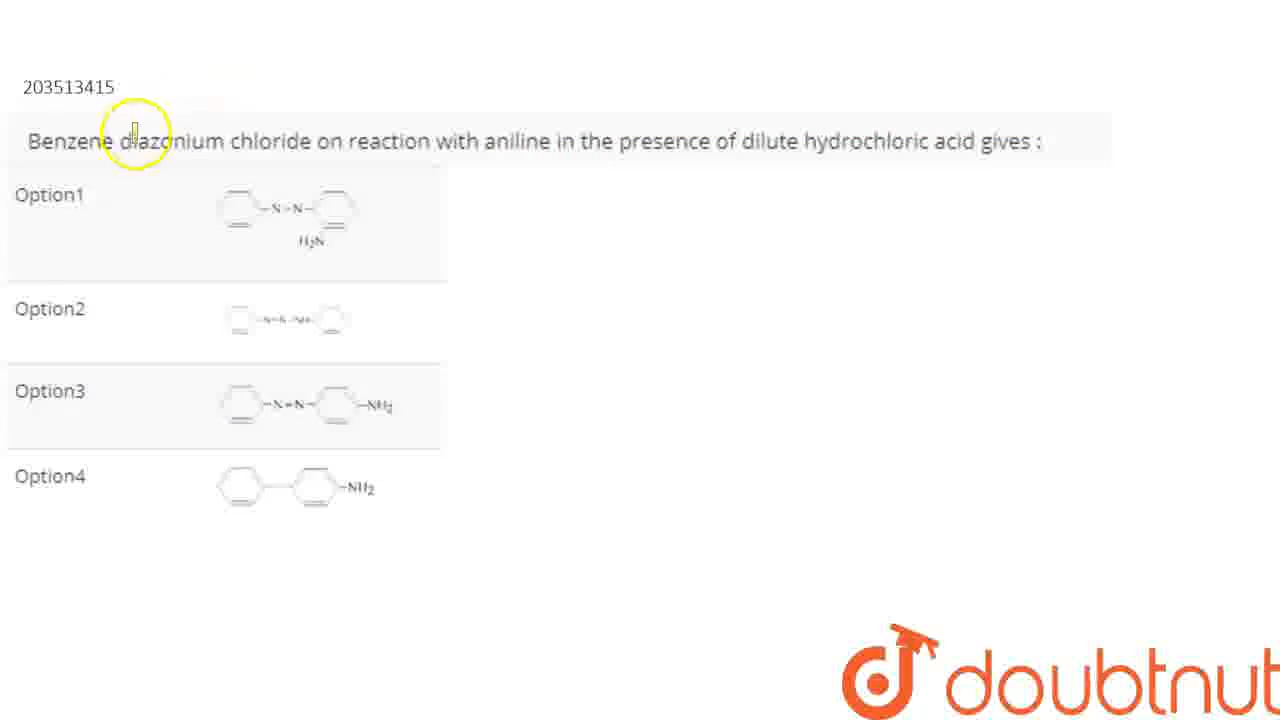 203513415
Benzene diazonium chloride on reaction with aniline in the presence of dilute hydrochloric acid gives :
Option1
N
N
H₂N
Option2
N=N
Option3
N=N
NH₂
Option4
NH₂
doubtnut